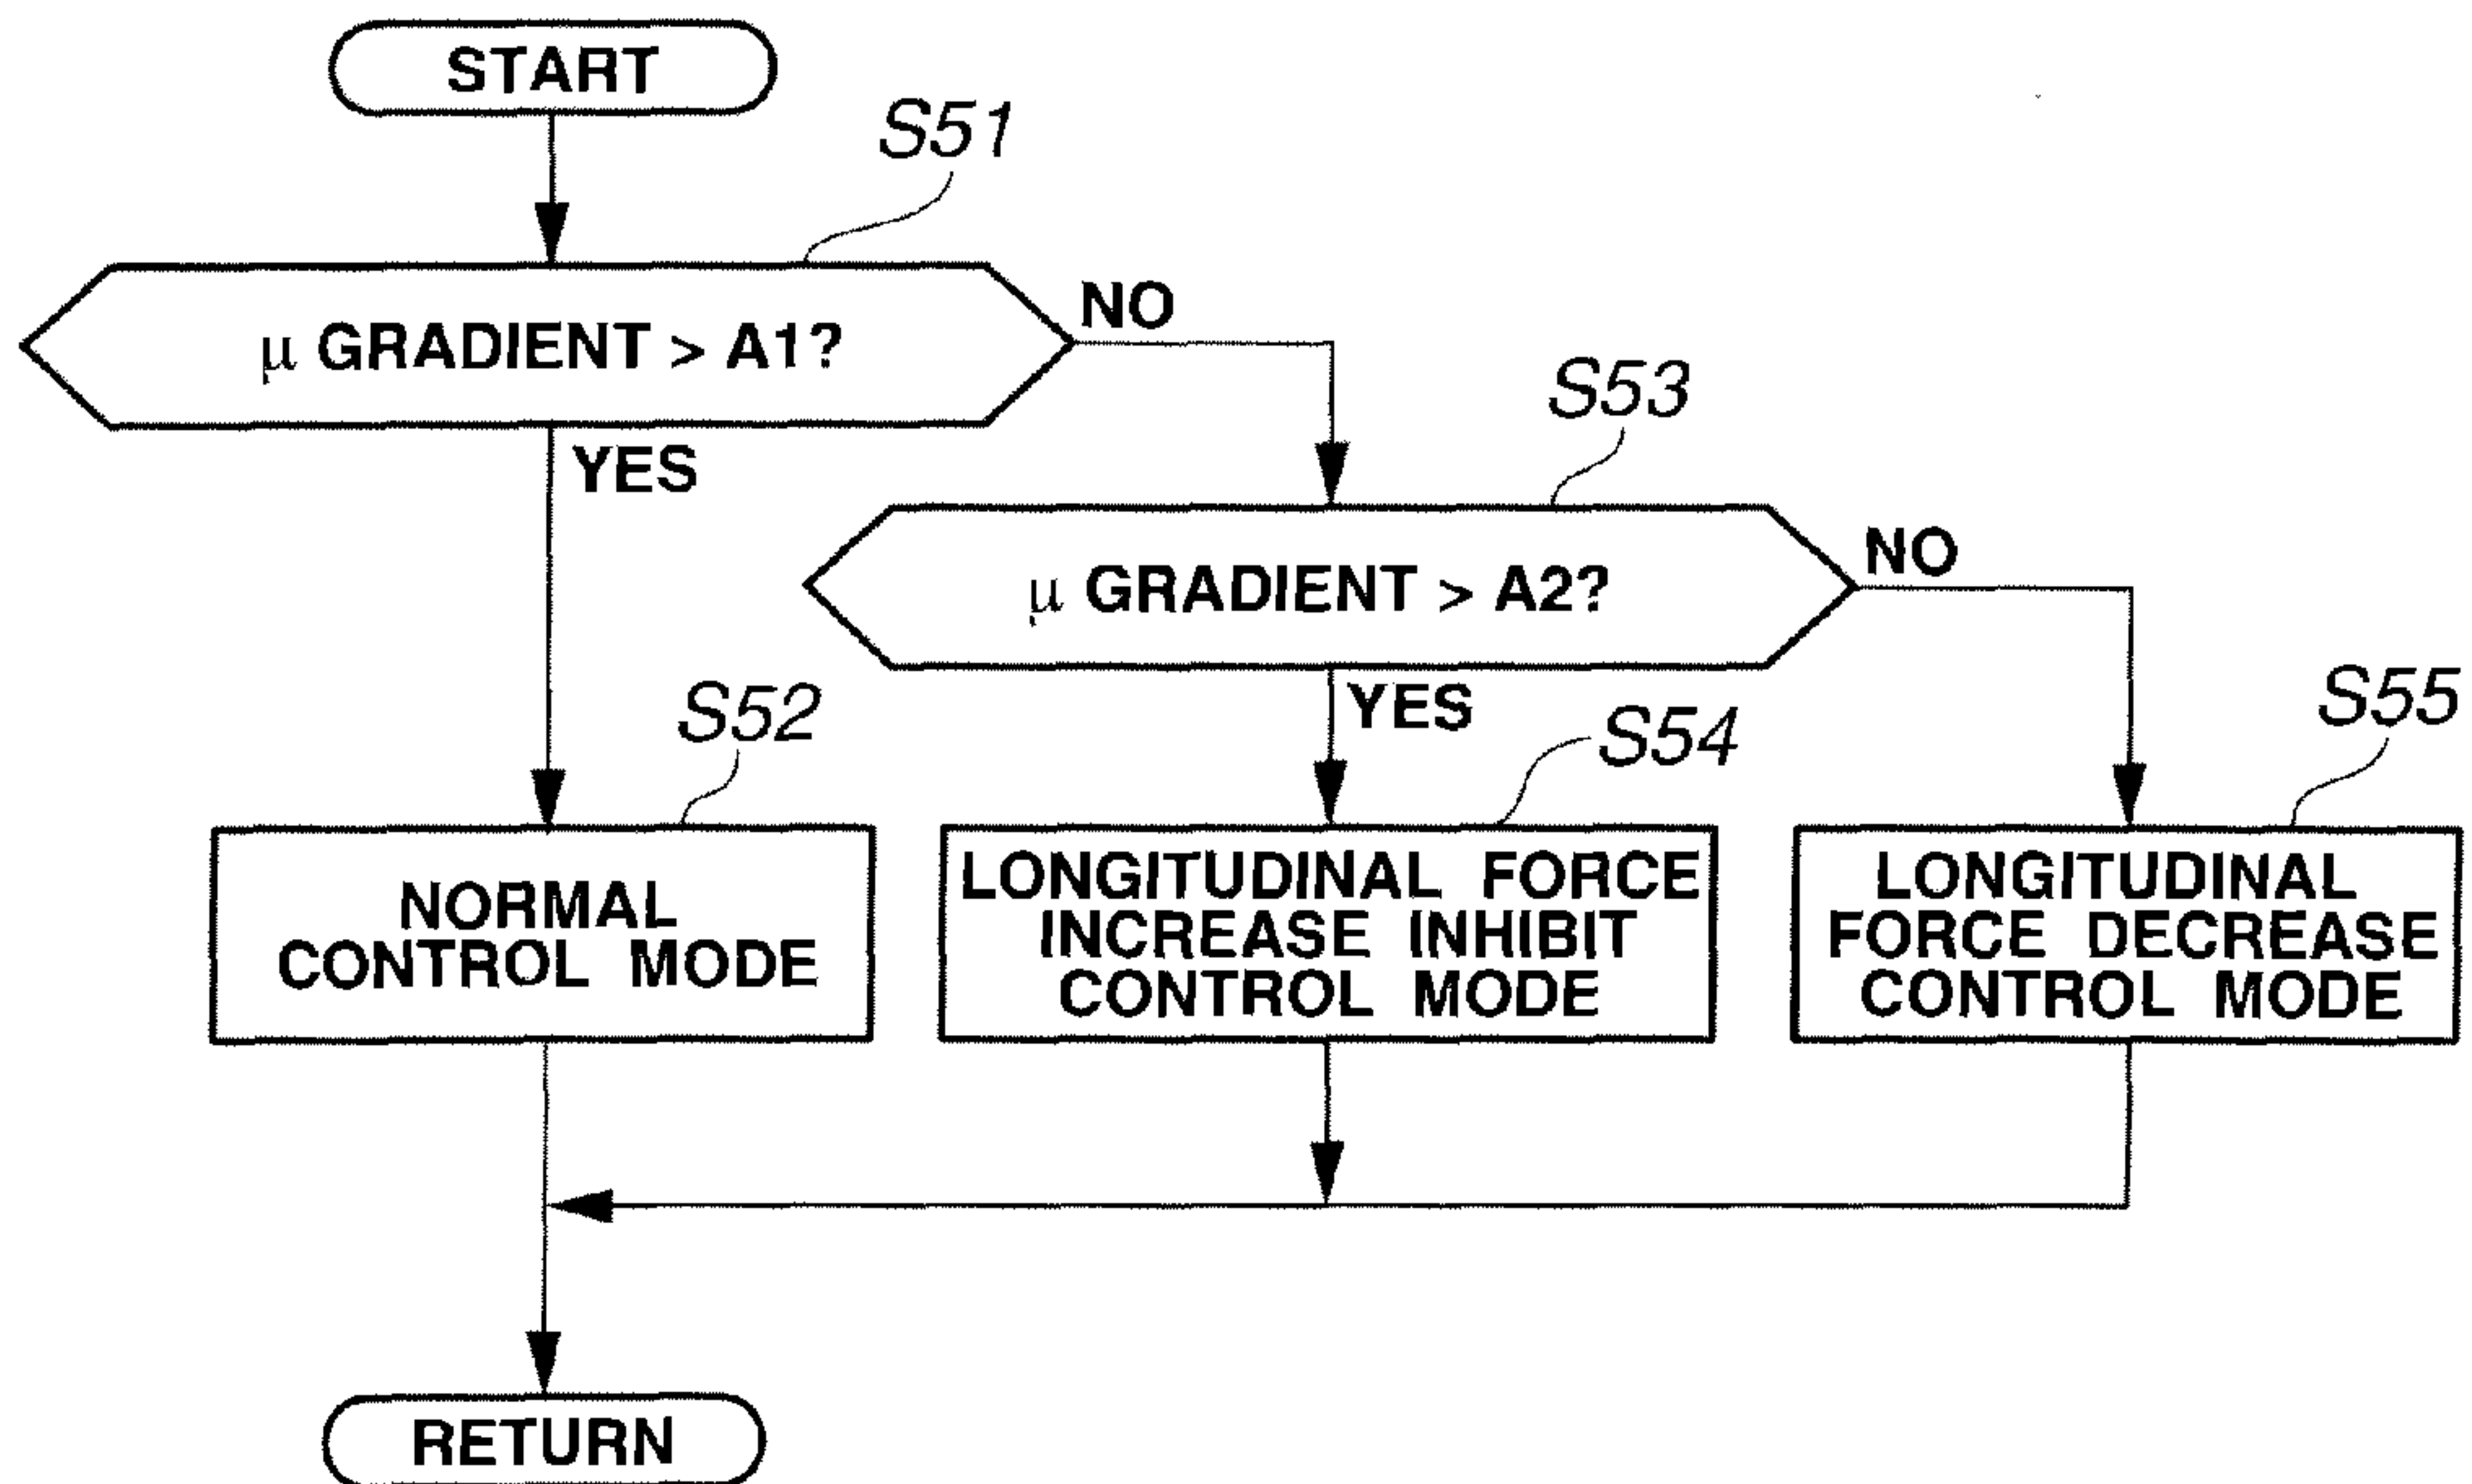 START
S51
μ GRADIENT > A1?
NO
YES
S53
μ GRADIENT > A2?
NO
YES
S52
S54
S55
NORMAL
CONTROL MODE
LONGITUDINAL FORCE
INCREASE INHIBIT
CONTROL MODE
LONGITUDINAL
FORCE DECREASE
CONTROL MODE
RETURN